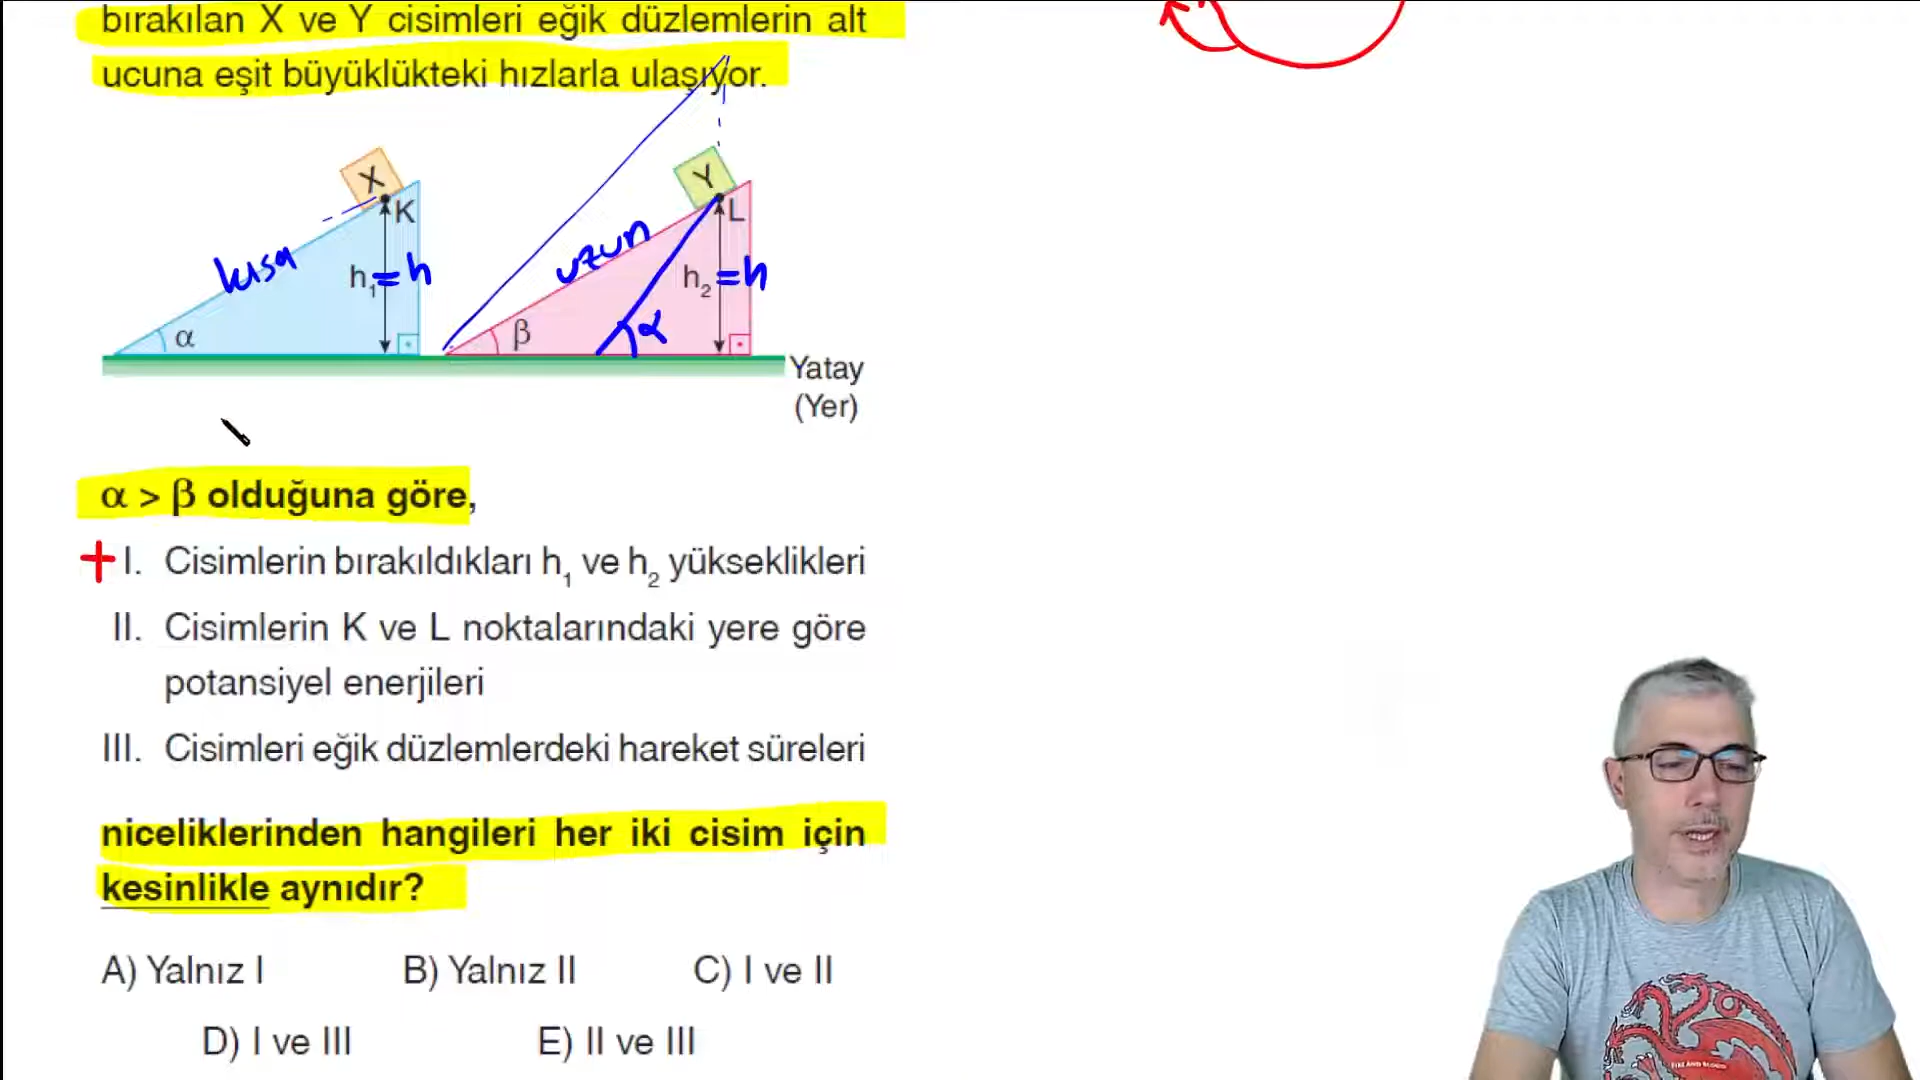 bırakılan X ve Y cisimleri eğik düzlemlerin alt
ucuna eşit büyüklükteki hızlarla ulaşıyor.
X
Y
K
L
kısa
uzun
h₁ = h
h₂ = h
α
β
α
Yatay
(Yer)
α > β olduğuna göre,
+ I. Cisimlerin bırakıldıkları h₁ ve h₂ yükseklikleri
II. Cisimlerin K ve L noktalarındaki yere göre
potansiyel enerjileri
III. Cisimleri eğik düzlemlerdeki hareket süreleri
niceliklerinden hangileri her iki cisim için
kesinlikle aynıdır?
A) Yalnız I B) Yalnız II C) I ve II
D) I ve III E) II ve III